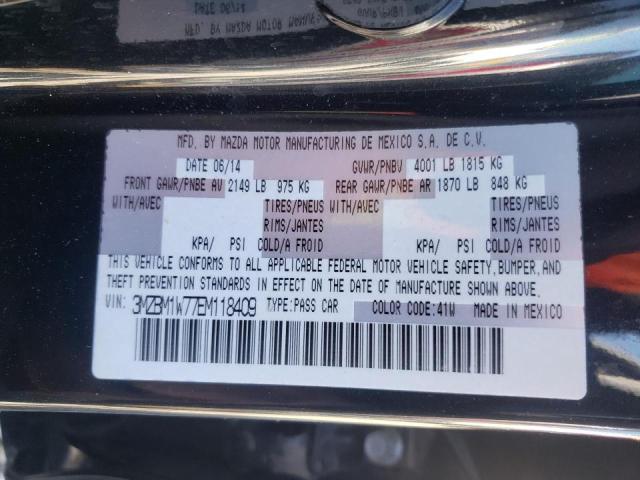 MFD. BY MAZDA MOTOR MANUFACTURING DE MEXICO S.A. DE C.V.
DATE 06/14 GVWR/PNBV 4001 LB 1815 KG
FRONT GAWR/PNBE AV 2149 LB 975 KG REAR GAWR/PNBE AR 1870 LB 848 KG
WITH/AVEC TIRES/PNEUS WITH/AVEC TIRES/PNEUS
RIMS/JANTES RIMS/JANTES
KPA/ PSI COLD/A FROID KPA/ PSI COLD/A FROID
THIS VEHICLE CONFORMS TO ALL APPLICABLE FEDERAL MOTOR VEHICLE SAFETY, BUMPER, AND
THEFT PREVENTION STANDARDS IN EFFECT ON THE DATE OF MANUFACTURE SHOWN ABOVE.
VIN: 3MZBM1W77EM118409 TYPE: PASS CAR COLOR CODE: 41W MADE IN MEXICO